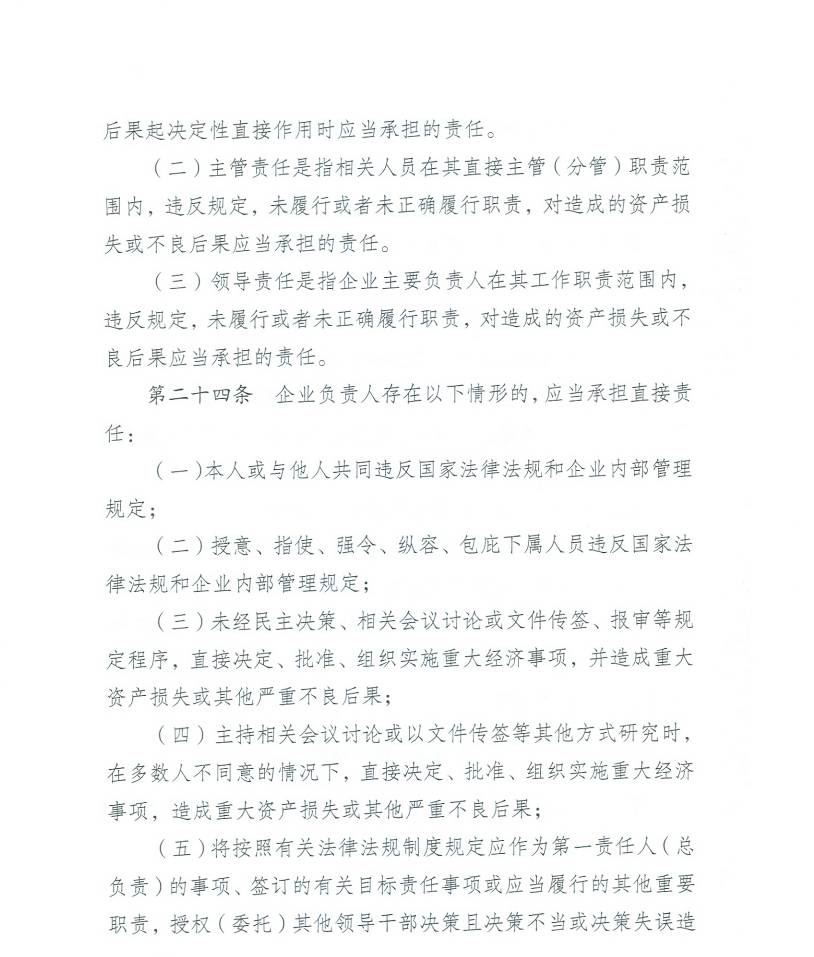 后果起决定性直接作用时应当承担的责任。
（二）主管责任是指相关人员在其直接主管（分管）职责范
围内，违反规定，未履行或者未正确履行职责，对造成的资产损
失或不良后果应当承担的责任。
（三）领导责任是指企业主要负责人在其工作职责范围内，
违反规定，未履行或者未正确履行职责，对造成的资产损失或不
良后果应当承担的责任。
第二十四条　企业负责人存在以下情形的，应当承担直接责
任：
（一）本人或与他人共同违反国家法律法规和企业内部管理
规定；
（二）授意、指使、强令、纵容、包庇下属人员违反国家法
律法规和企业内部管理规定；
（三）未经民主决策、相关会议讨论或文件传签、报审等规
定程序，直接决定、批准、组织实施重大经济事项，并造成重大
资产损失或其他严重不良后果；
（四）主持相关会议讨论或以文件传签等其他方式研究时，
在多数人不同意的情况下，直接决定、批准、组织实施重大经济
事项，造成重大资产损失或其他严重不良后果；
（五）将按照有关法律法规制度规定应作为第一责任人（总
负责）的事项、签订的有关目标责任事项或应当履行的其他重要
职责，授权（委托）其他领导干部决策且决策不当或决策失误造